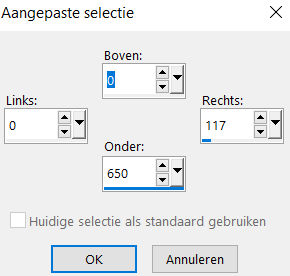 Aangepaste selectie
Boven:
0
Links:
0
Rechts:
117
Onder:
650
Huidige selectie als standaard gebruiken
OK
Annuleren